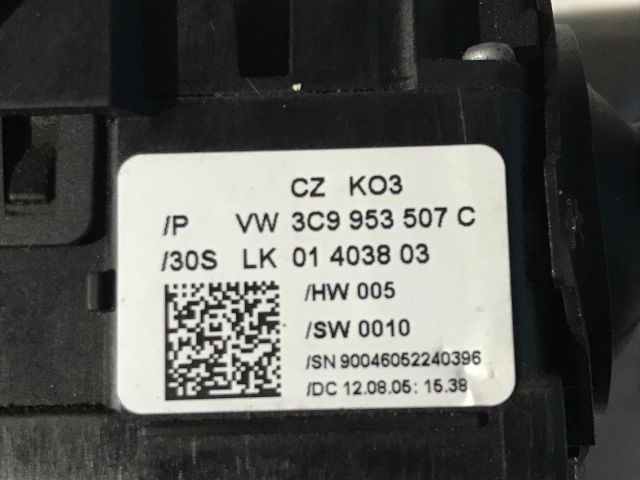 CZ KO3
/P VW 3C9 953 507 C
/30S LK 01 4038 03
/HW 005
/SW 0010
/SN 90046052240396
/DC 12.08.05: 15.38